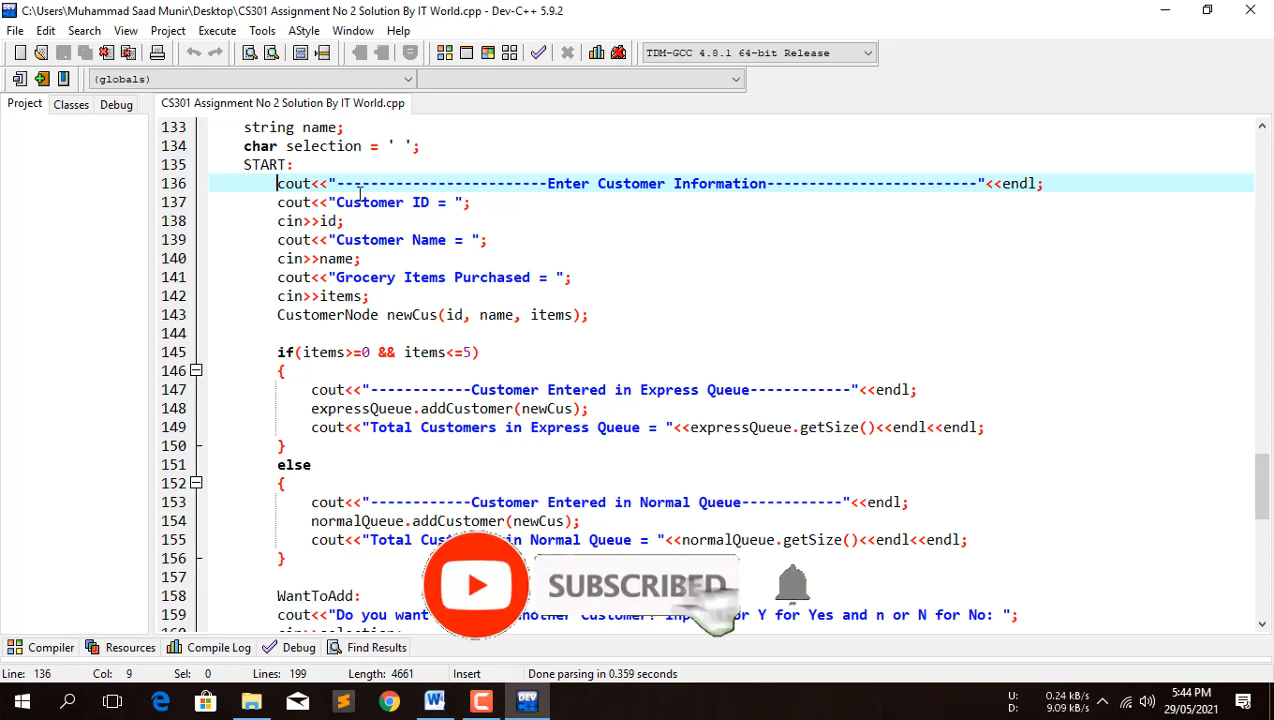 C:\Users\Muhammad Saad Munir\Desktop\CS301 Assignment No 2 Solution By IT World.cpp - Dev-C++ 5.9.2
File Edit Search View Project Execute Tools AStyle Window Help
TDM-GCC 4.8.1 64-bit Release
(globals)
Project Classes Debug CS301 Assignment No 2 Solution By IT World.cpp
133 string name;
134 char selection = ' ';
135 START:
136 cout<<"-------------------------Enter Customer Information-------------------------"<<endl;
137 cout<<"Customer ID = ";
138 cin>>id;
139 cout<<"Customer Name = ";
140 cin>>name;
141 cout<<"Grocery Items Purchased = ";
142 cin>>items;
143 CustomerNode newCus(id, name, items);
144
145 if(items>=0 && items<=5)
146 {
147 cout<<"------------Customer Entered in Express Queue------------"<<endl;
148 expressQueue.addCustomer(newCus);
149 cout<<"Total Customers in Express Queue = "<<expressQueue.getSize()<<endl<<endl;
150 }
151 else
152 {
153 cout<<"------------Customer Entered in Normal Queue------------"<<endl;
154 normalQueue.addCustomer(newCus);
155 cout<<"Total in Normal Queue = "<<normalQueue.getSize()<<endl<<endl;
156 }
157
158 WantToAdd:
159 cout<<"Do you want Y for Yes and n or N for No: ";
SUBSCRIBED
Compiler Resources Compile Log Debug Find Results
Line: 136 Col: 9 Sel: 0 Lines: 199 Length: 4661 Insert Done parsing in 0.359 seconds
U: 0.24 kB/s
D: 9.09 kB/s
5:44 PM
29/05/2021